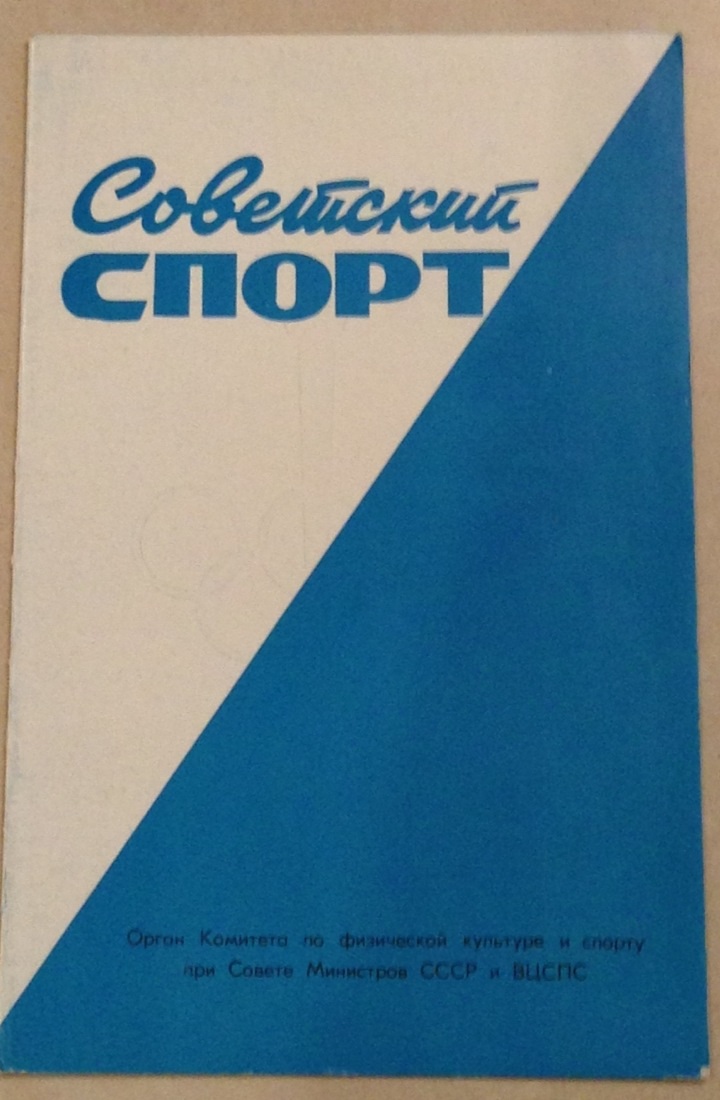 Советский
СПОРТ
Орган Комитета по физической культуре и спорту
при Совете Министров СССР и ВЦСПС